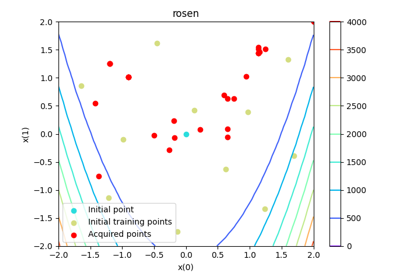 rosen
2.0
1.5
1.0
0.5
0.0
−0.5
−1.0
−1.5
−2.0
x(1)
−2.0 −1.5 −1.0 −0.5 0.0 0.5 1.0 1.5 2.0
x(0)
Initial point
Initial training points
Acquired points
4000
3500
3000
2500
2000
1500
1000
500
0